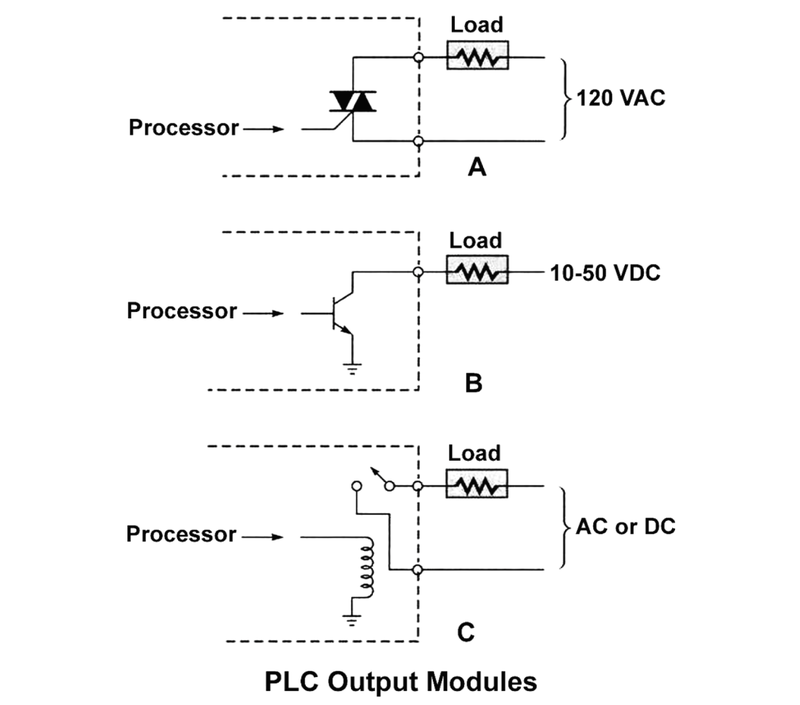 Load
120 VAC
Processor
A
Load
10-50 VDC
Processor
B
Load
AC or DC
Processor
C
PLC Output Modules